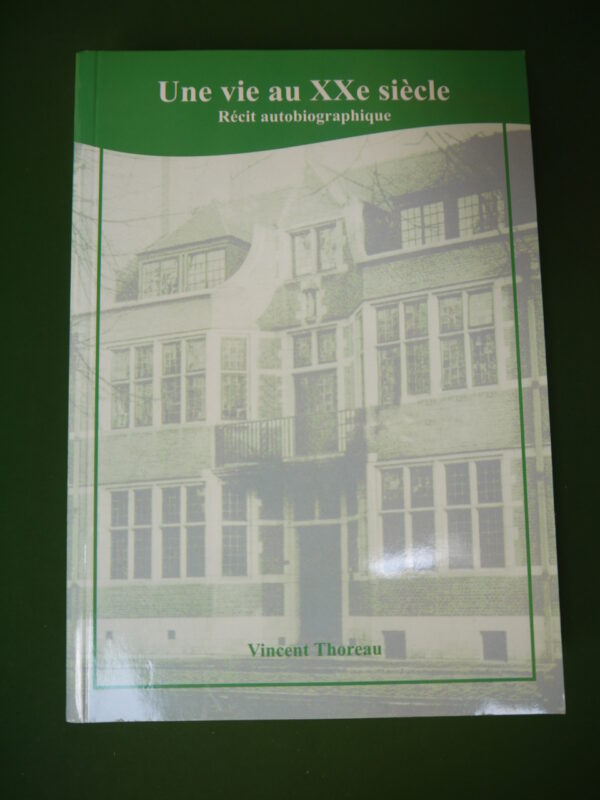 Une vie au XXe siècle
Récit autobiographique
Vincent Thoreau